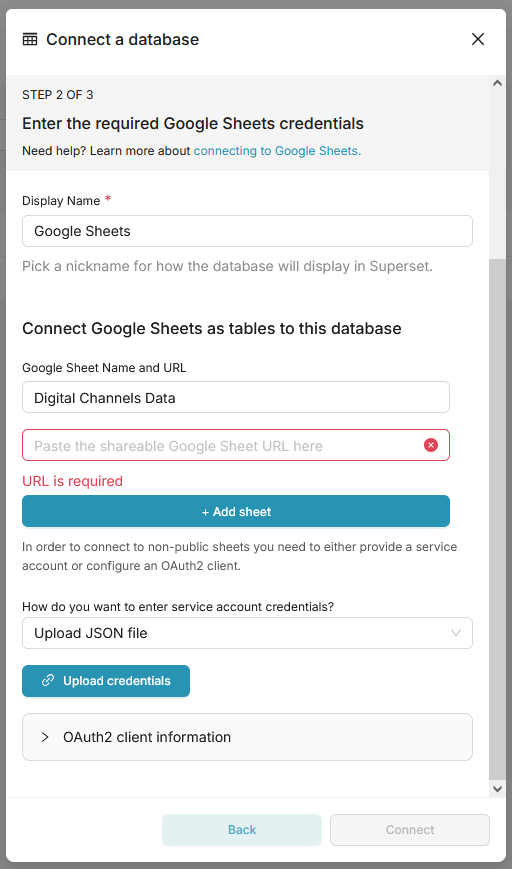 Connect a database
STEP 2 OF 3
Enter the required Google Sheets credentials
Need help? Learn more about connecting to Google Sheets.
Display Name *
Google Sheets
Pick a nickname for how the database will display in Superset.
Connect Google Sheets as tables to this database
Google Sheet Name and URL
Digital Channels Data
Paste the shareable Google Sheet URL here
URL is required
+ Add sheet
In order to connect to non-public sheets you need to either provide a service
account or configure an OAuth2 client.
How do you want to enter service account credentials?
Upload JSON file
Upload credentials
OAuth2 client information
Back
Connect